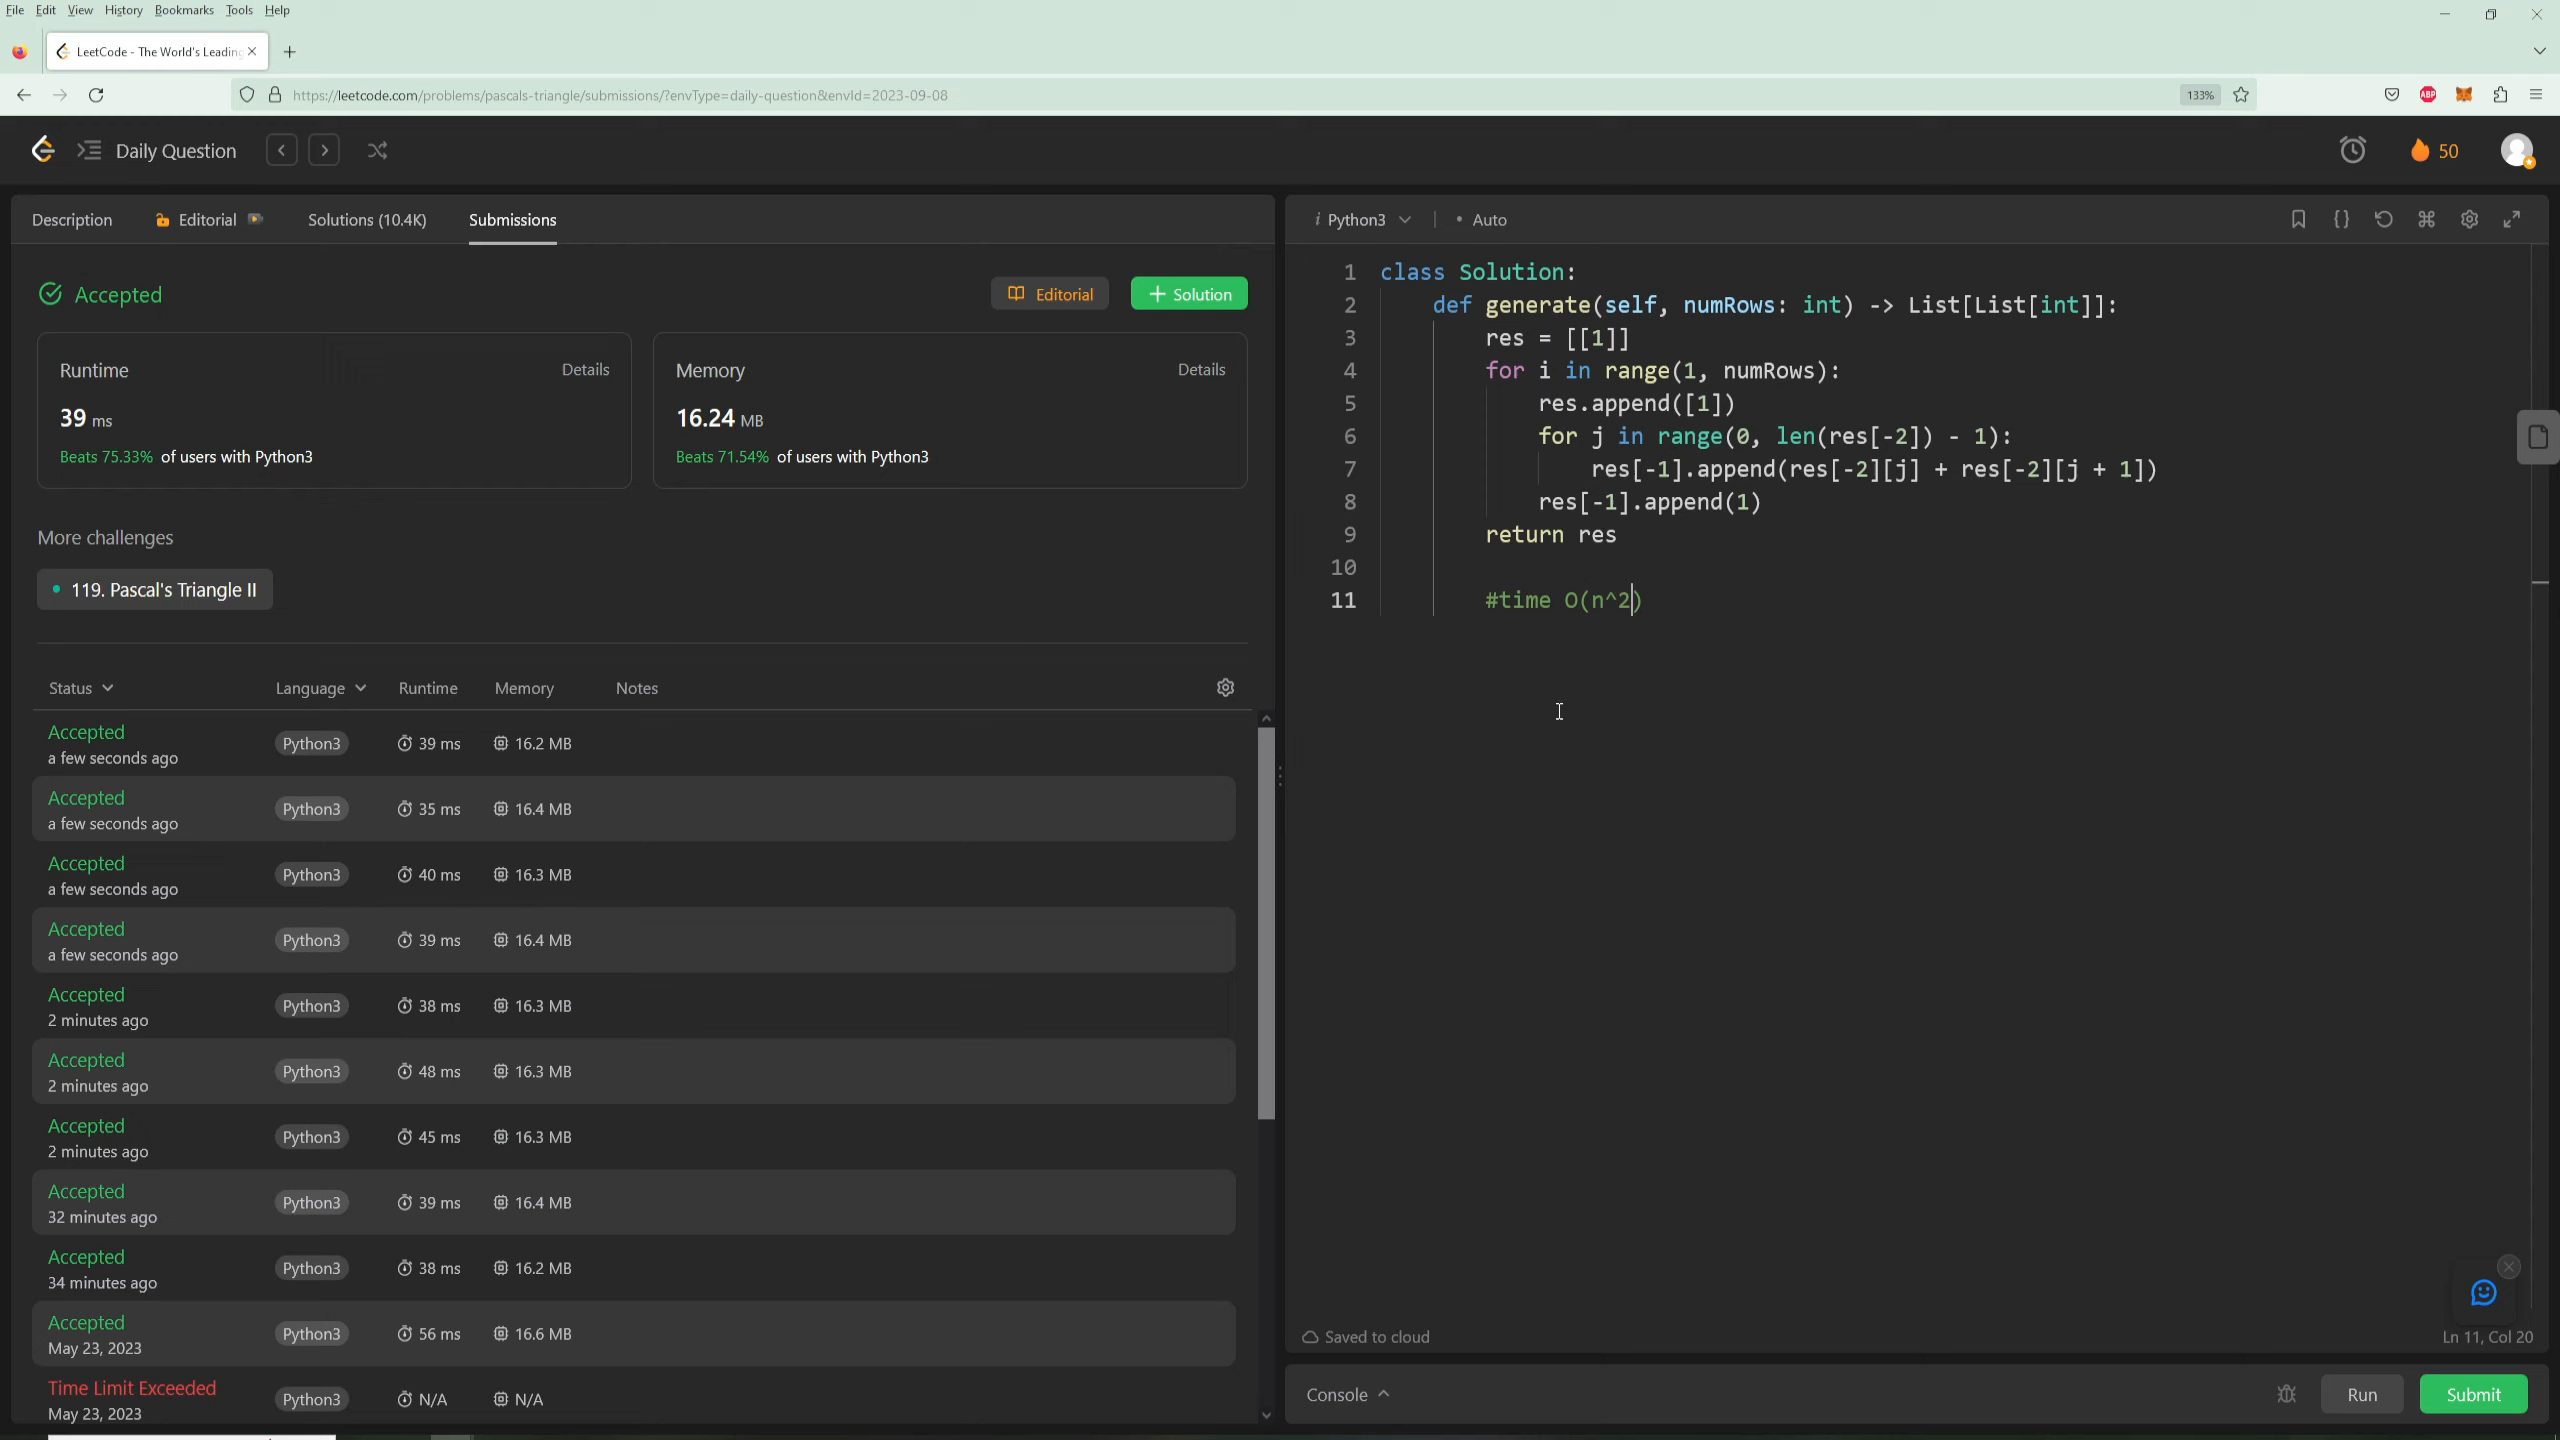 File Edit View History Bookmarks Tools Help
LeetCode - The World's Leading
https://leetcode.com/problems/pascals-triangle/submissions/?envType=daily-question&envId=2023-09-08
133%
ABP
Daily Question
50
Description Editorial Solutions (10.4K) Submissions
Accepted
Editorial
Solution
Runtime Details
39 ms
Beats 75.33% of users with Python3
Memory Details
16.24 MB
Beats 71.54% of users with Python3
More challenges
119. Pascal's Triangle II
Status Language Runtime Memory Notes
Accepted
a few seconds ago
Python3 39 ms 16.2 MB
Accepted
a few seconds ago
Python3 35 ms 16.4 MB
Accepted
a few seconds ago
Python3 40 ms 16.3 MB
Accepted
a few seconds ago
Python3 39 ms 16.4 MB
Accepted
2 minutes ago
Python3 38 ms 16.3 MB
Accepted
2 minutes ago
Python3 48 ms 16.3 MB
Accepted
2 minutes ago
Python3 45 ms 16.3 MB
Accepted
32 minutes ago
Python3 39 ms 16.4 MB
Accepted
34 minutes ago
Python3 38 ms 16.2 MB
Accepted
May 23, 2023
Python3 56 ms 16.6 MB
Time Limit Exceeded
May 23, 2023
Python3 N/A N/A
i Python3 • Auto
1 class Solution:
2 def generate(self, numRows: int) -> List[List[int]]:
3 res = [[1]]
4 for i in range(1, numRows):
5 res.append([1])
6 for j in range(0, len(res[-2]) - 1):
7 res[-1].append(res[-2][j] + res[-2][j + 1])
8 res[-1].append(1)
9 return res
10
11 #time O(n^2)
Saved to cloud
Ln 11, Col 20
Console
Run
Submit